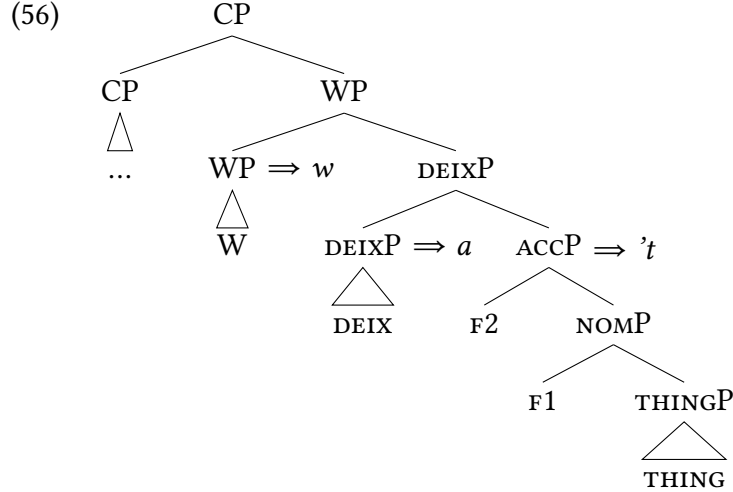 (56) CP
CP WP
... WP ⇒ w DEIXP
W DEIXP ⇒ a ACCP ⇒ 't
DEIX F2 NOMP
F1 THINGP
THING